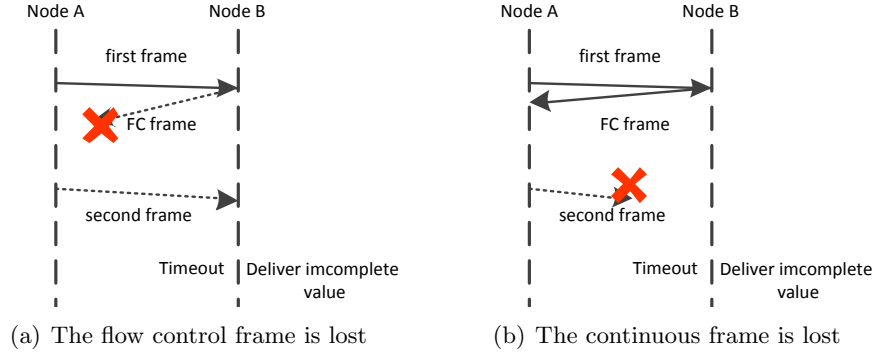 Node A
Node B
first frame
FC frame
second frame
Timeout
Deliver imcomplete
value
(a) The flow control frame is lost
Node A
Node B
first frame
FC frame
second frame
Timeout
Deliver imcomplete
value
(b) The continuous frame is lost